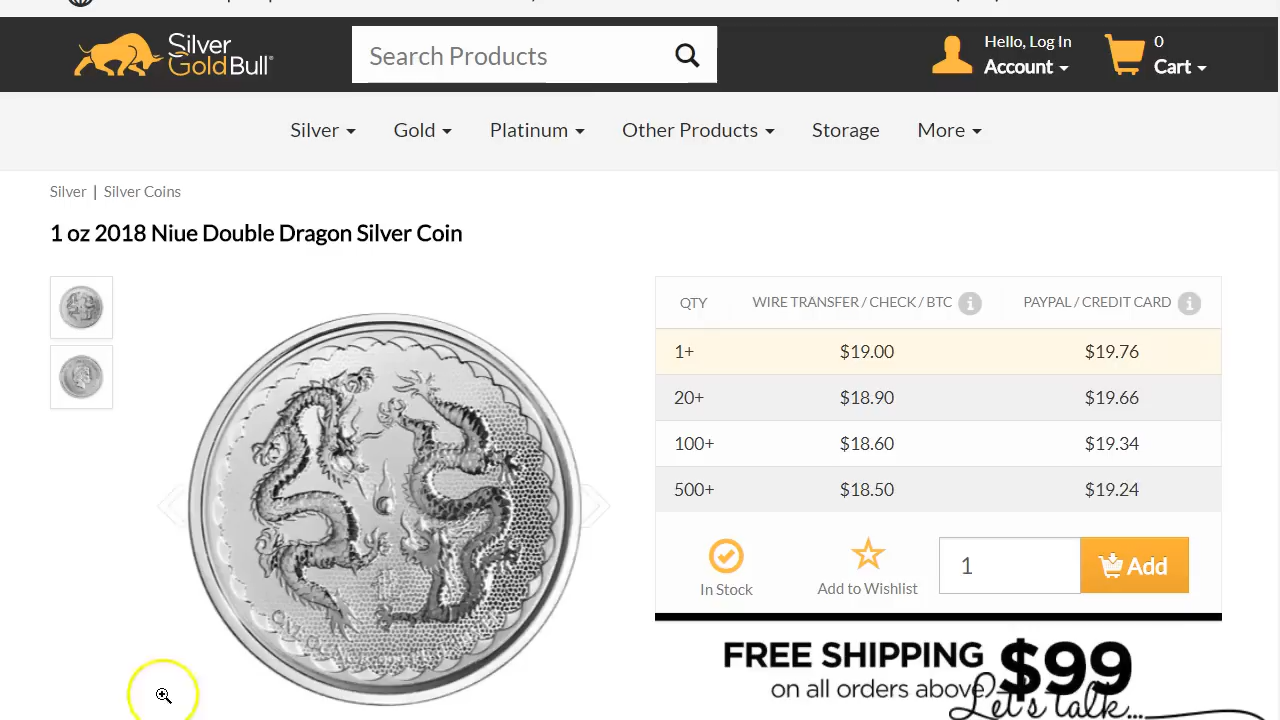 Silver
GoldBull
Search Products
Hello, Log In
Account
0
Cart
Silver
Gold
Platinum
Other Products
Storage
More
Silver | Silver Coins
1 oz 2018 Niue Double Dragon Silver Coin
QTY WIRE TRANSFER / CHECK / BTC PAYPAL / CREDIT CARD
1+ $19.00 $19.76
20+ $18.90 $19.66
100+ $18.60 $19.34
500+ $18.50 $19.24
In Stock
Add to Wishlist
1
Add
FREE SHIPPING
on all orders above
$99
Let's talk...